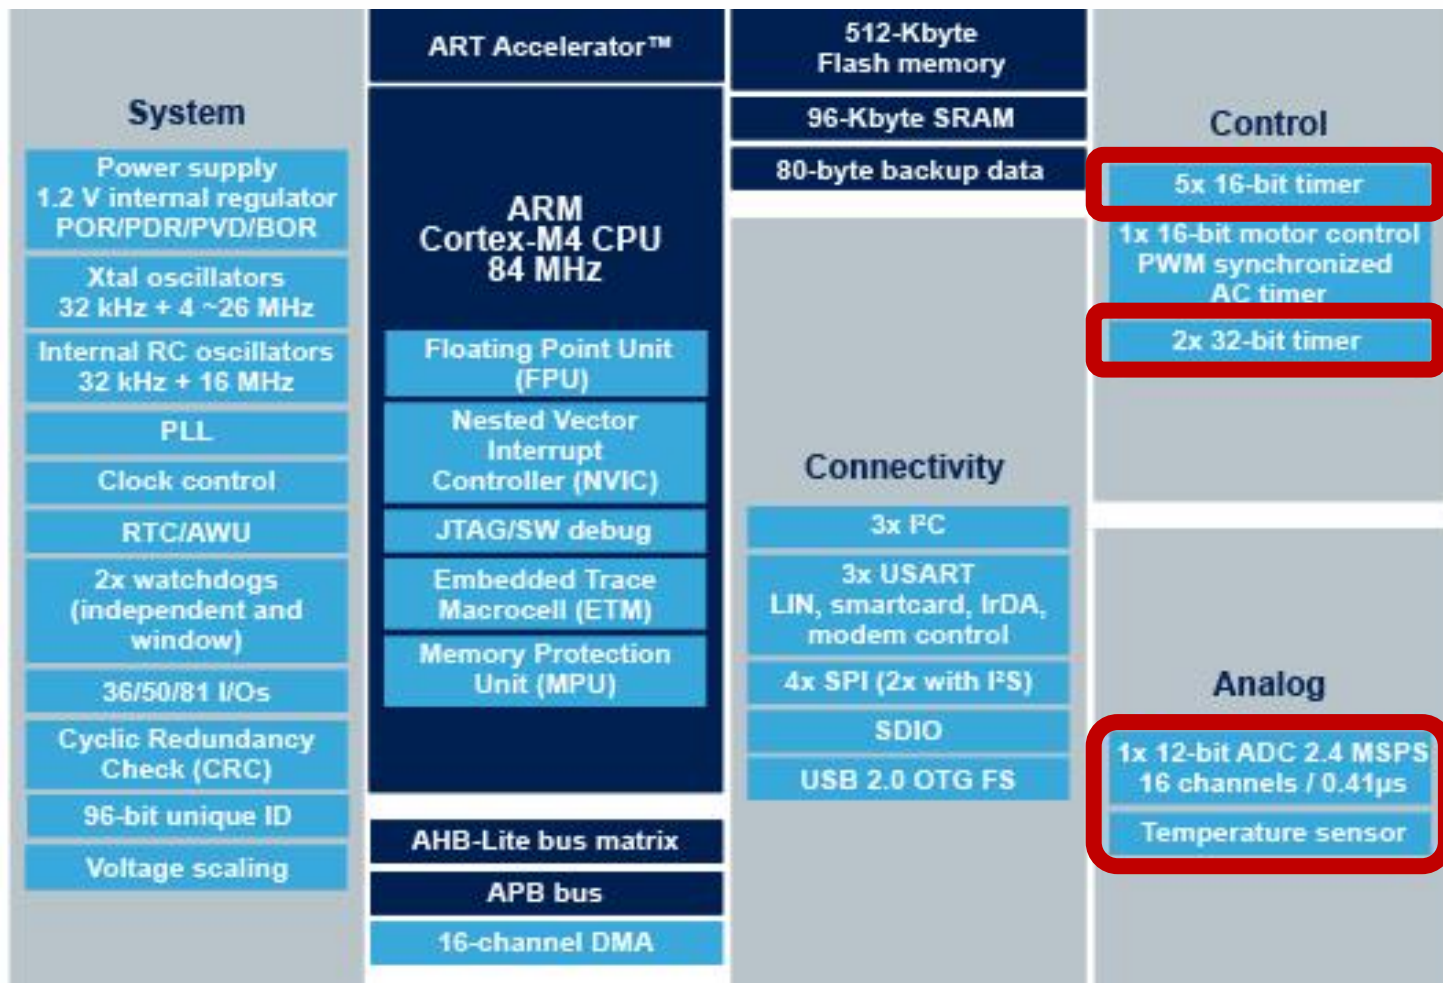 System
Power supply
1.2 V internal regulator
POR/PDR/PVD/BOR
Xtal oscillators
32 kHz + 4 ~26 MHz
Internal RC oscillators
32 kHz + 16 MHz
PLL
Clock control
RTC/AWU
2x watchdogs
(independent and
window)
36/50/81 I/Os
Cyclic Redundancy
Check (CRC)
96-bit unique ID
Voltage scaling
ART Accelerator™
ARM
Cortex-M4 CPU
84 MHz
Floating Point Unit
(FPU)
Nested Vector
Interrupt
Controller (NVIC)
JTAG/SW debug
Embedded Trace
Macrocell (ETM)
Memory Protection
Unit (MPU)
AHB-Lite bus matrix
APB bus
16-channel DMA
512-Kbyte
Flash memory
96-Kbyte SRAM
80-byte backup data
Connectivity
3x I²C
3x USART
LIN, smartcard, IrDA,
modem control
4x SPI (2x with I²S)
SDIO
USB 2.0 OTG FS
Control
5x 16-bit timer
1x 16-bit motor control
PWM synchronized
AC timer
2x 32-bit timer
Analog
1x 12-bit ADC 2.4 MSPS
16 channels / 0.41µs
Temperature sensor